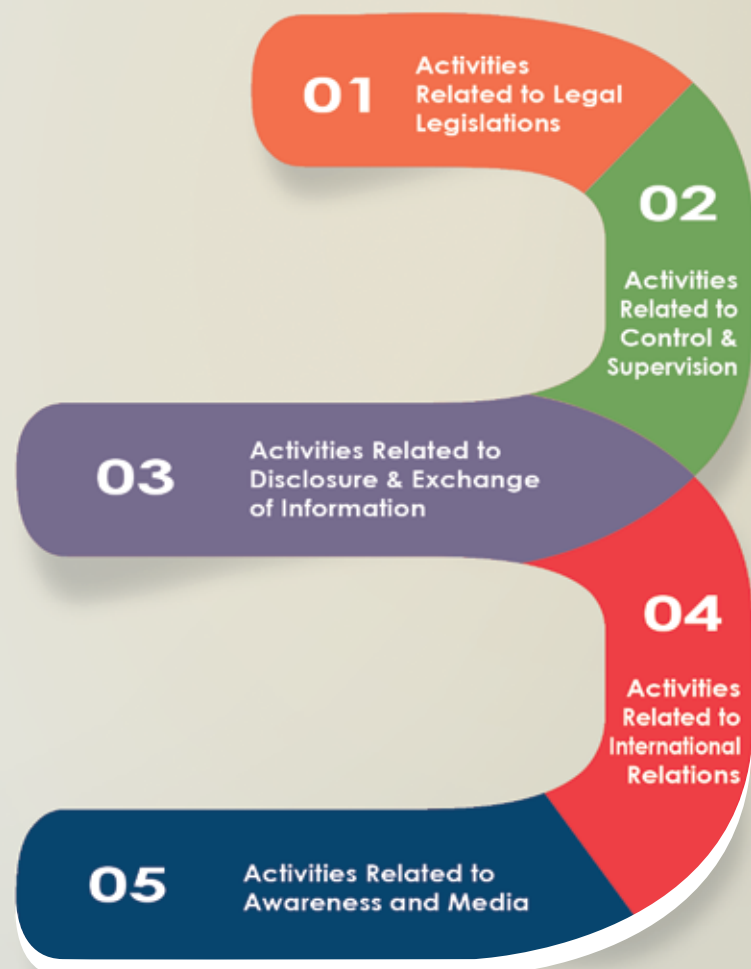 01
Activities
Related to Legal
Legislations
02
Activities
Related to
Control &
Supervision
03
Activities Related to
Disclosure & Exchange
of Information
04
Activities
Related to
International
Relations
05
Activities Related to
Awareness and Media